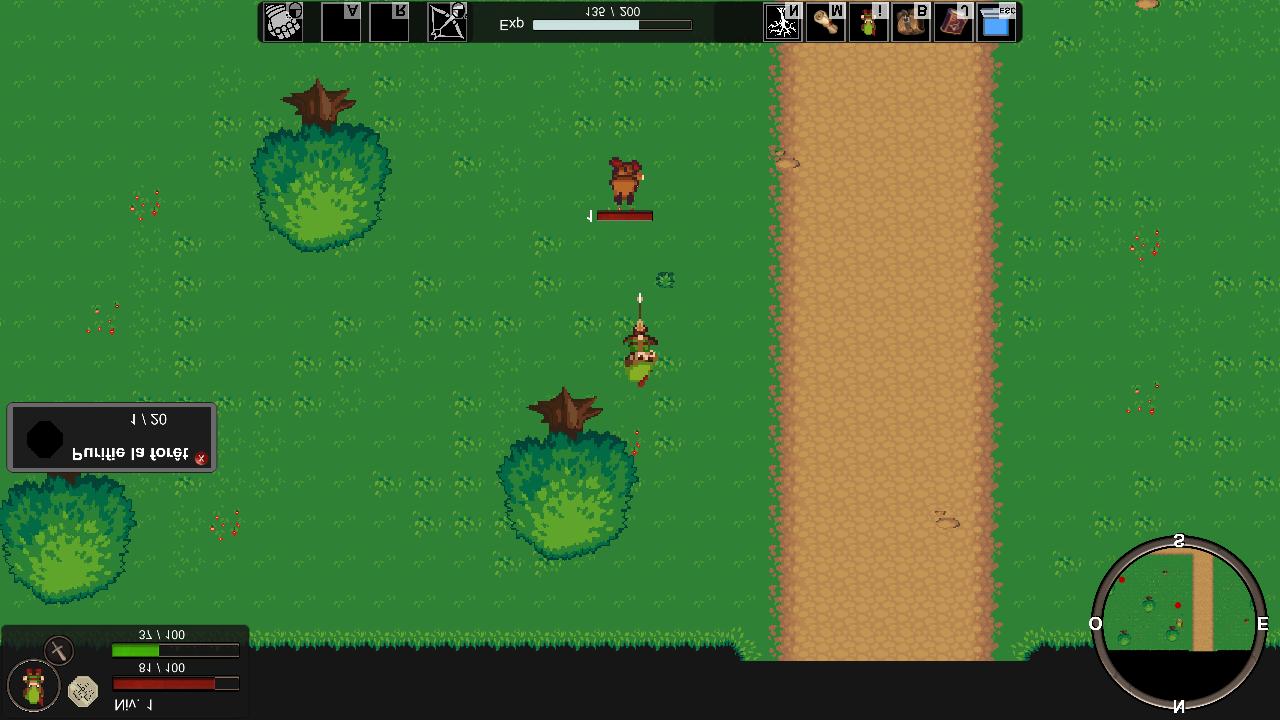 Niv. 1
81 / 100
37 / 100
N
O
E
S
Purifie la forêt
1 / 20
1
A
R
Exp
135 / 200
N
M
I
B
J
ESC